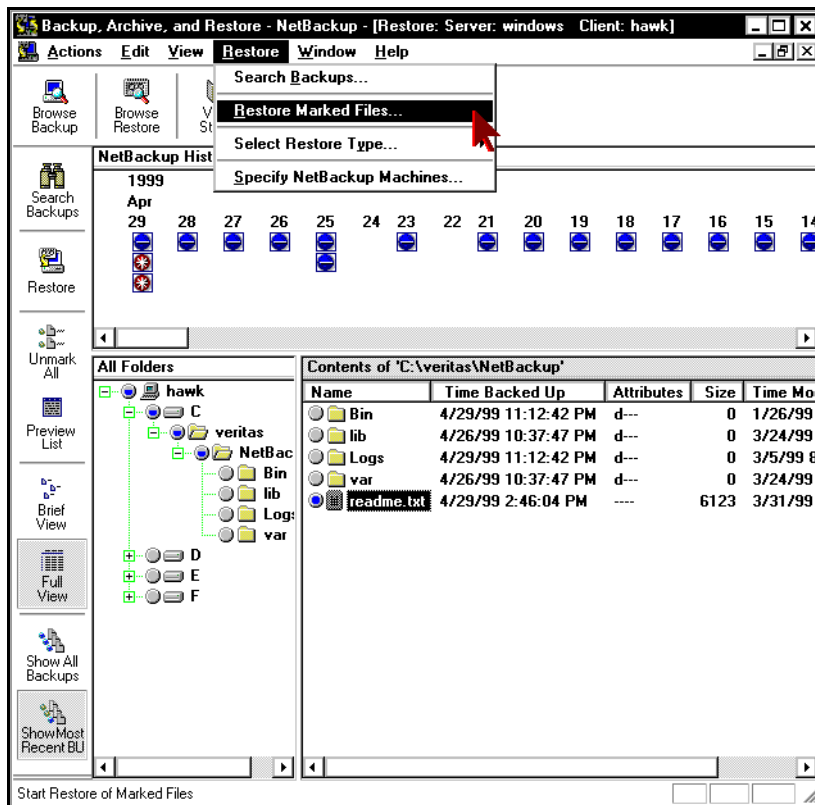 Backup, Archive, and Restore - NetBackup - [Restore: Server: windows Client: hawk]
Actions Edit View Restore Window Help
Search Backups...
Restore Marked Files...
Select Restore Type...
Specify NetBackup Machines...
Browse Backup
Browse Restore
Search Backups
Restore
Unmark All
Preview List
Brief View
Full View
Show All Backups
Show Most Recent BU
NetBackup Hist
1999
Apr
29 28 27 26 25 24 23 22 21 20 19 18 17 16 15 14
All Folders
hawk
C
veritas
NetBac
Bin
lib
Log
var
D
E
F
Contents of 'C:\veritas\NetBackup'
Name Time Backed Up Attributes Size Time Mo
Bin 4/29/99 11:12:42 PM d--- 0 1/26/99
lib 4/26/99 10:37:47 PM d--- 0 3/24/99
Logs 4/29/99 11:12:42 PM d--- 0 3/5/99 8
var 4/26/99 10:37:47 PM d--- 0 3/24/99
readme.txt 4/29/99 2:46:04 PM ---- 6123 3/31/99
Start Restore of Marked Files